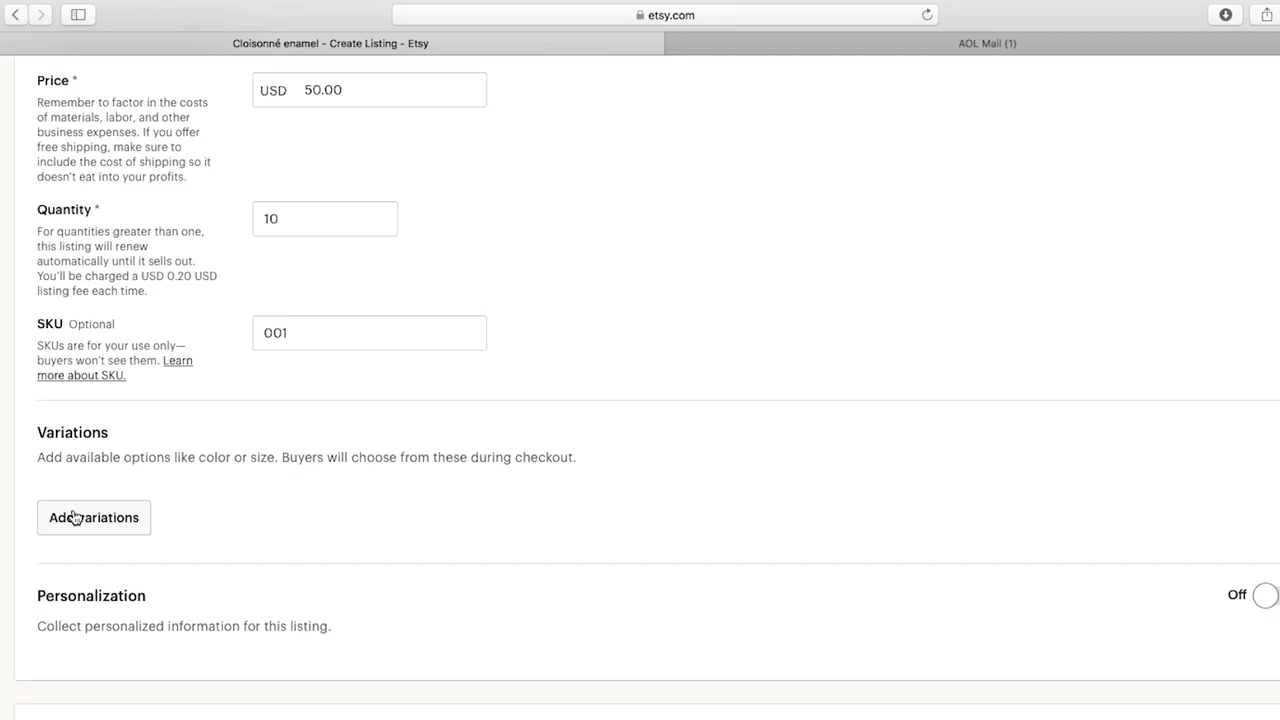 etsy.com
Cloisonné enamel - Create Listing - Etsy
AOL Mail (1)
Price *
Remember to factor in the costs
of materials, labor, and other
business expenses. If you offer
free shipping, make sure to
include the cost of shipping so it
doesn't eat into your profits.
USD 50.00
Quantity *
For quantities greater than one,
this listing will renew
automatically until it sells out.
You'll be charged a USD 0.20 USD
listing fee each time.
10
SKU Optional
SKUs are for your use only—
buyers won't see them. Learn
more about SKU.
001
Variations
Add available options like color or size. Buyers will choose from these during checkout.
Add variations
Personalization
Off
Collect personalized information for this listing.